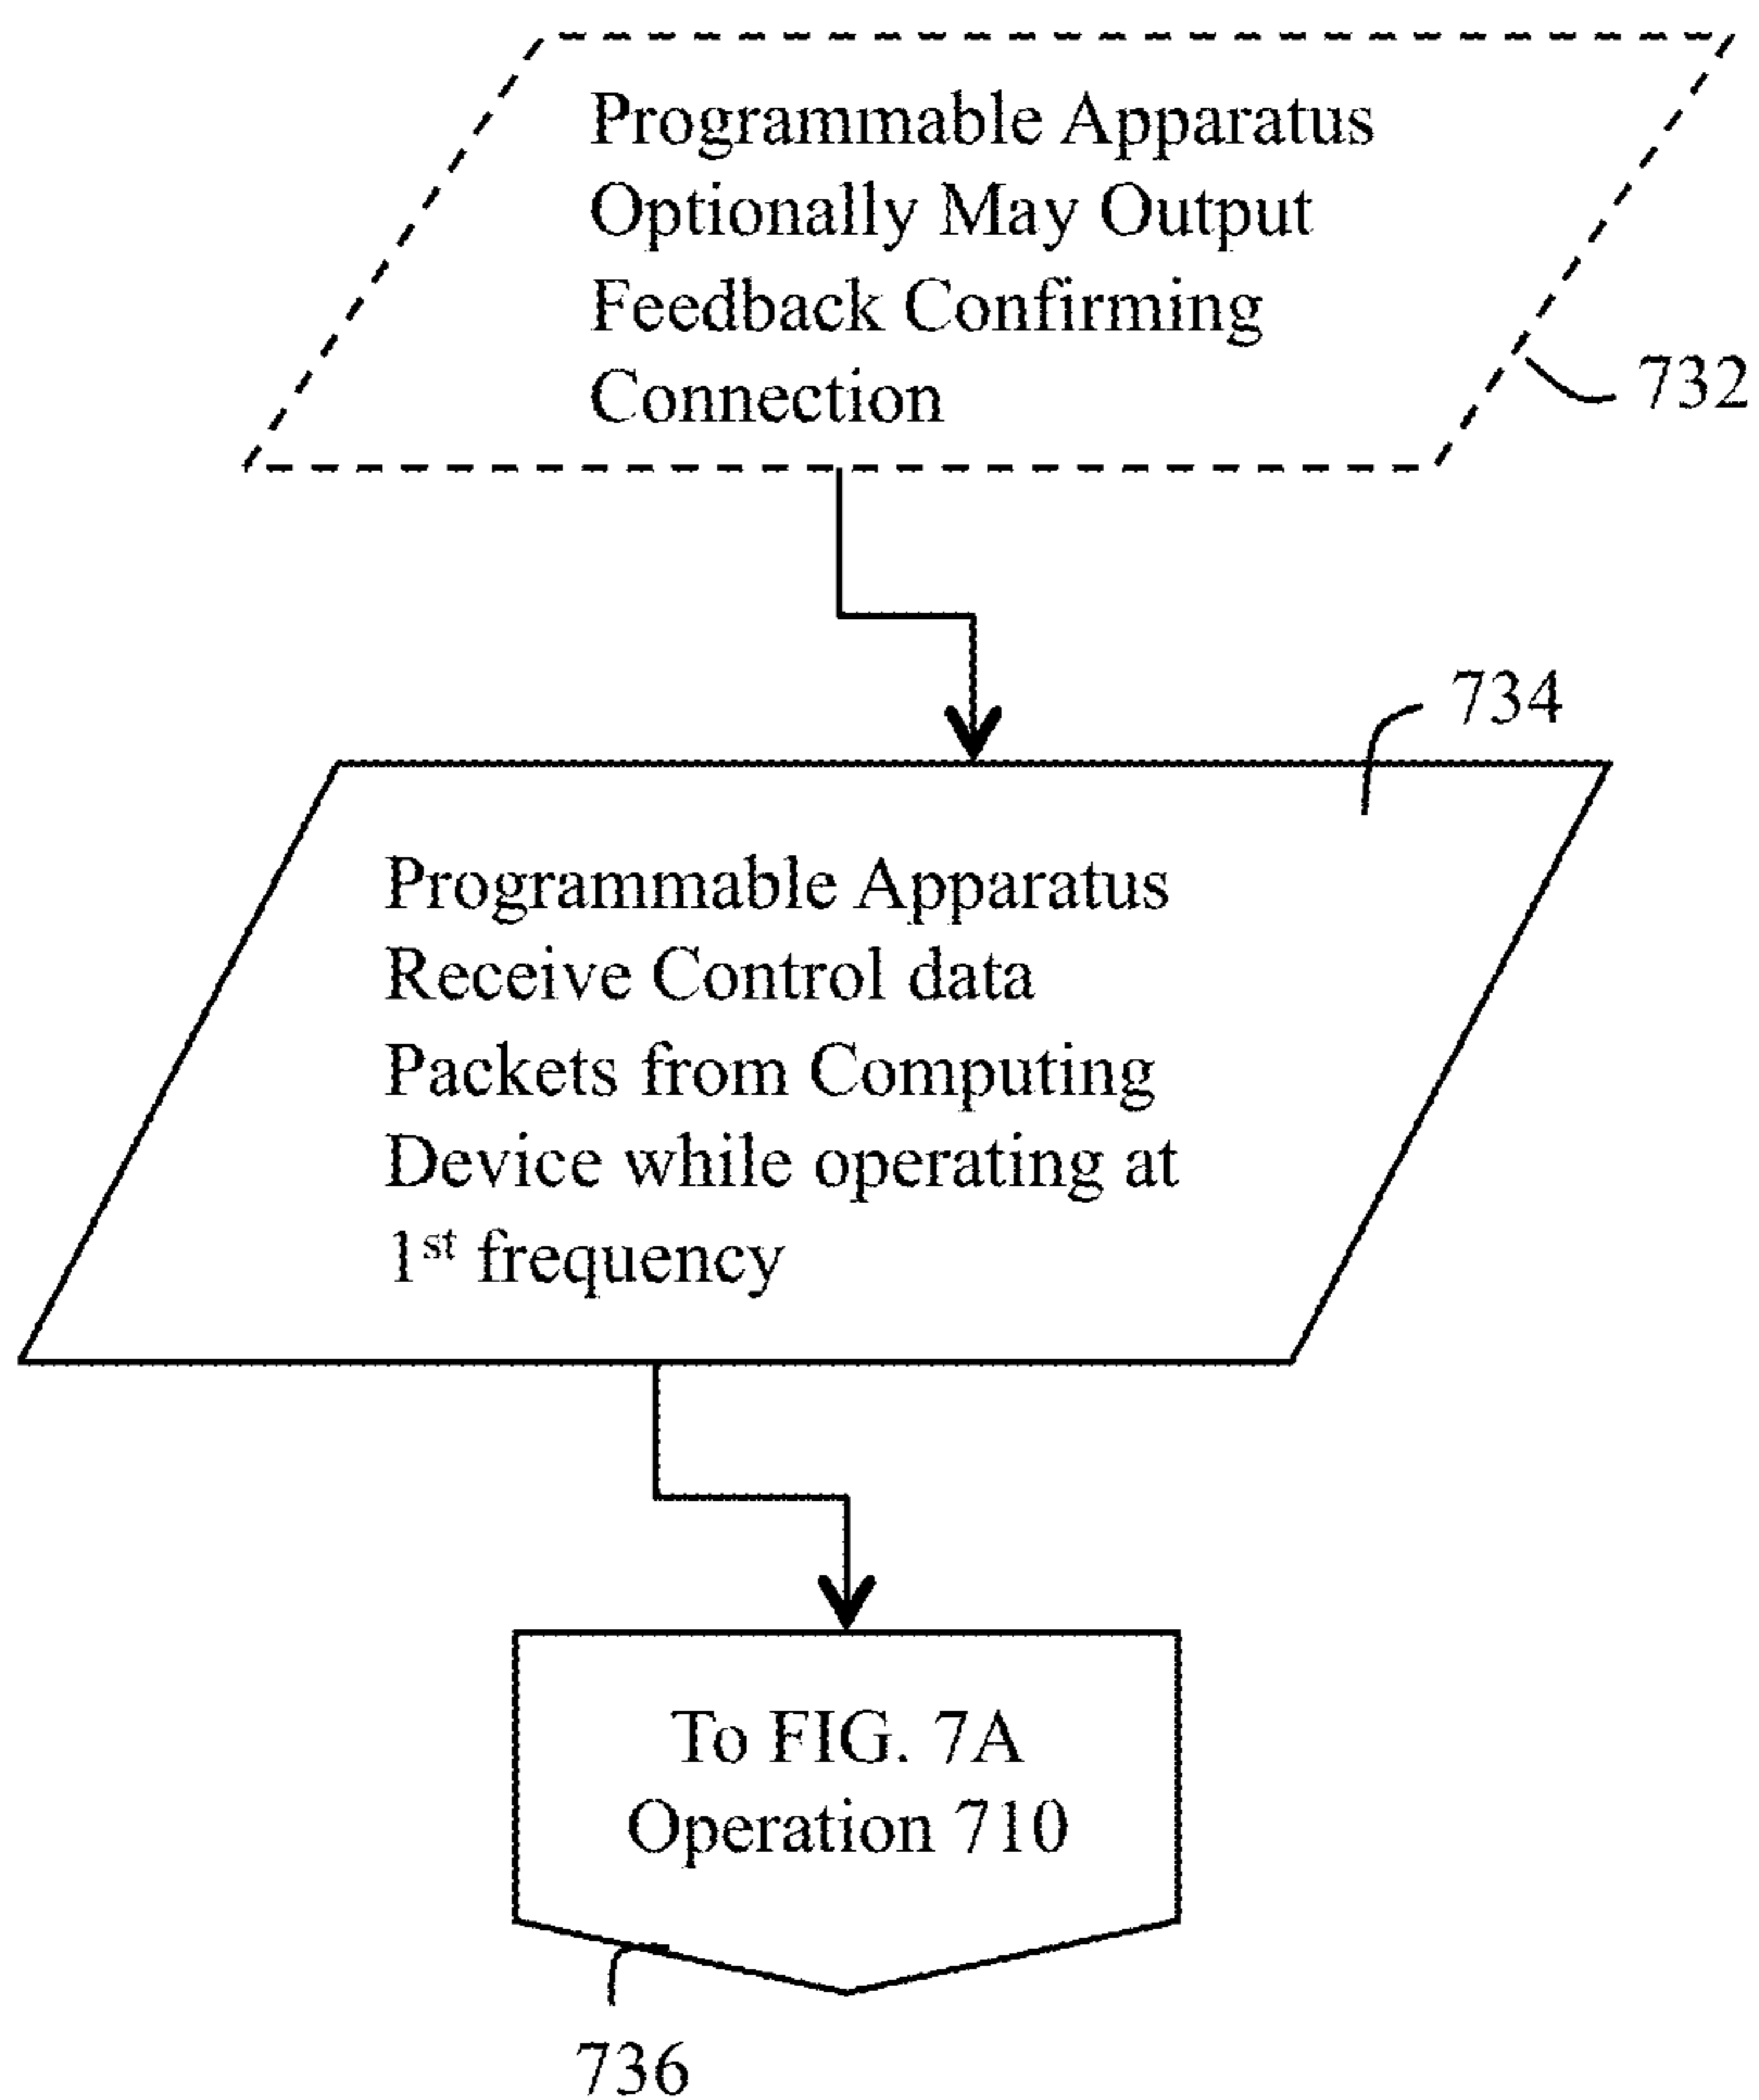 Programmable Apparatus
Optionally May Output
Feedback Confirming
Connection
732
734
Programmable Apparatus
Receive Control data
Packets from Computing
Device while operating at
1st frequency
To FIG. 7A
Operation 710
736